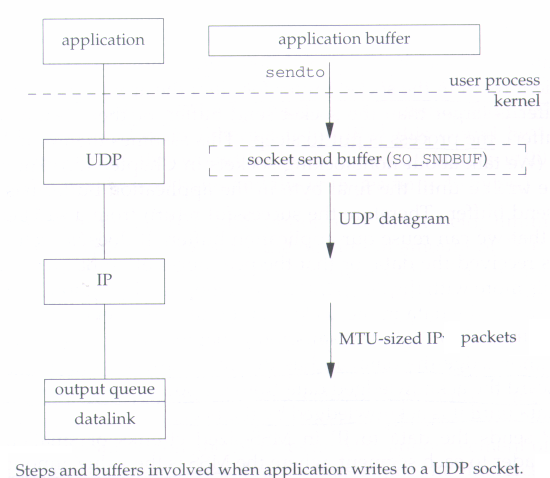 application
application buffer
sendto
user process
kernel
UDP
socket send buffer (SO_SNDBUF)
UDP datagram
IP
MTU-sized IP packets
output queue
datalink
Steps and buffers involved when application writes to a UDP socket.